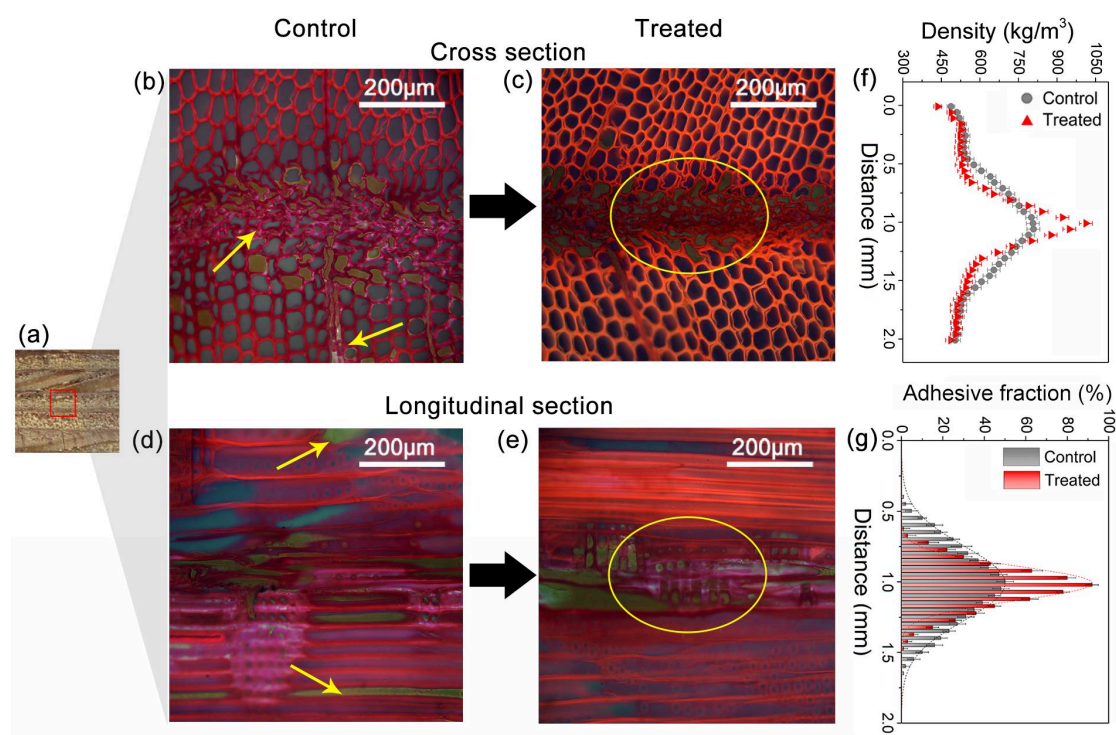 Control
Treated
Cross section
(a)
(b)
200μm
(c)
200μm
Density (kg/m³)
300
450
600
750
900
1050
(f)
Control
Treated
0.0
0.5
1.0
1.5
2.0
Distance (mm)
Longitudinal section
(d)
200μm
(e)
200μm
Adhesive fraction (%)
0
20
40
60
80
100
(g)
Control
Treated
0.0
0.5
1.0
1.5
2.0
Distance (mm)